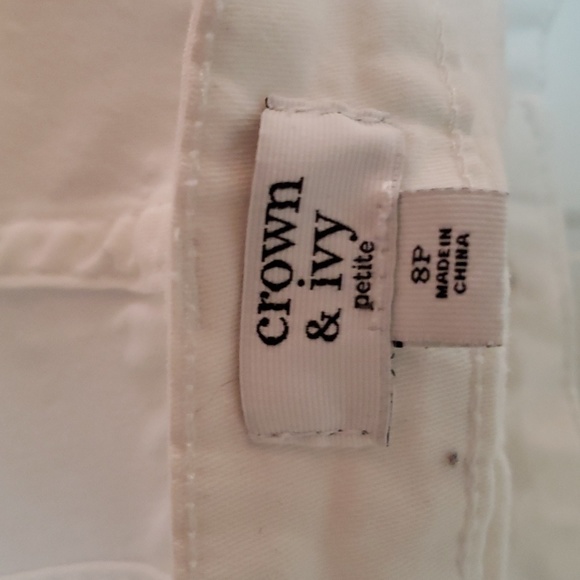 crown
& ivy
petite
8P
MADE IN
CHINA